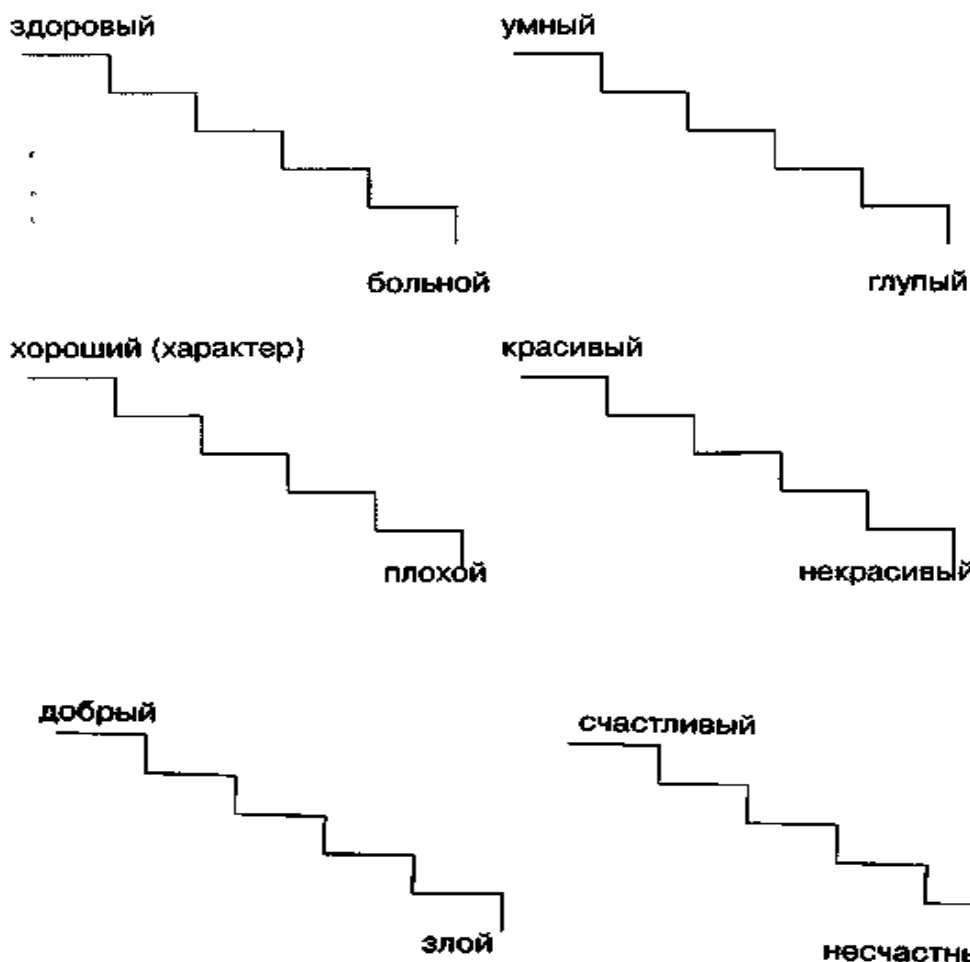 здоровый
умный
больной
глупый
хороший (характер)
красивый
плохой
некрасивый
добрый
счастливый
злой
несчастны